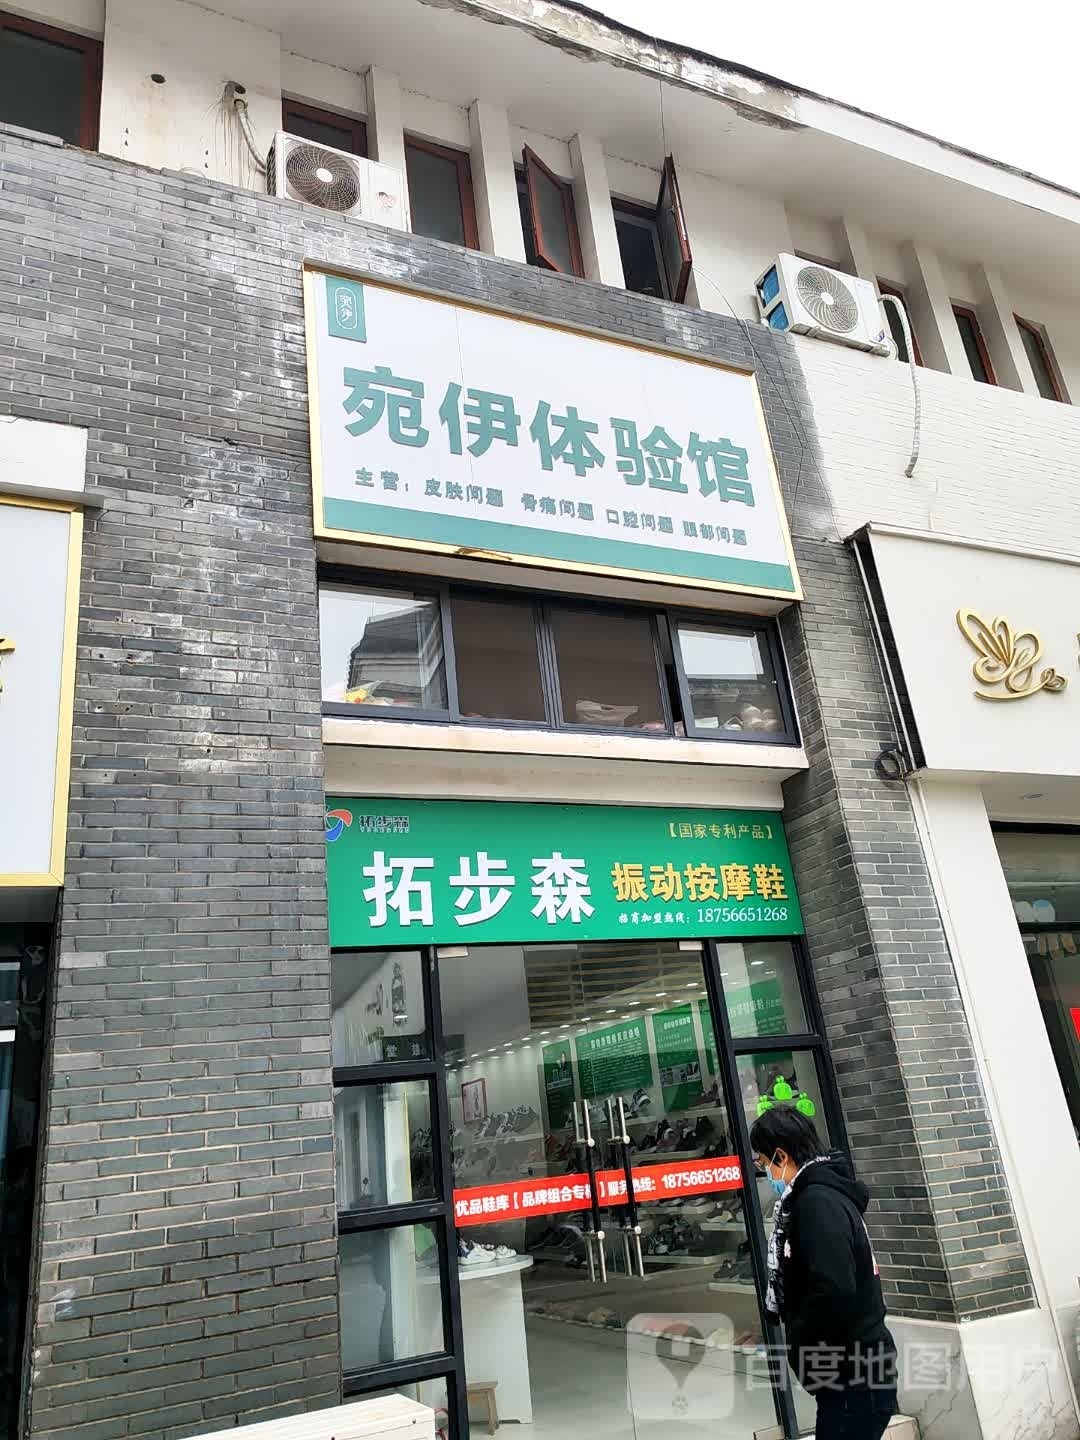 宛伊
宛伊体验馆
主营：皮肤问题 骨痛问题 口腔问题 眼部问题
拓步森
【国家专利产品】
拓步森 振动按摩鞋
招商加盟热线：18756651268
优品鞋库【品牌组合专柜】服务热线：18756651268
百度地图用户